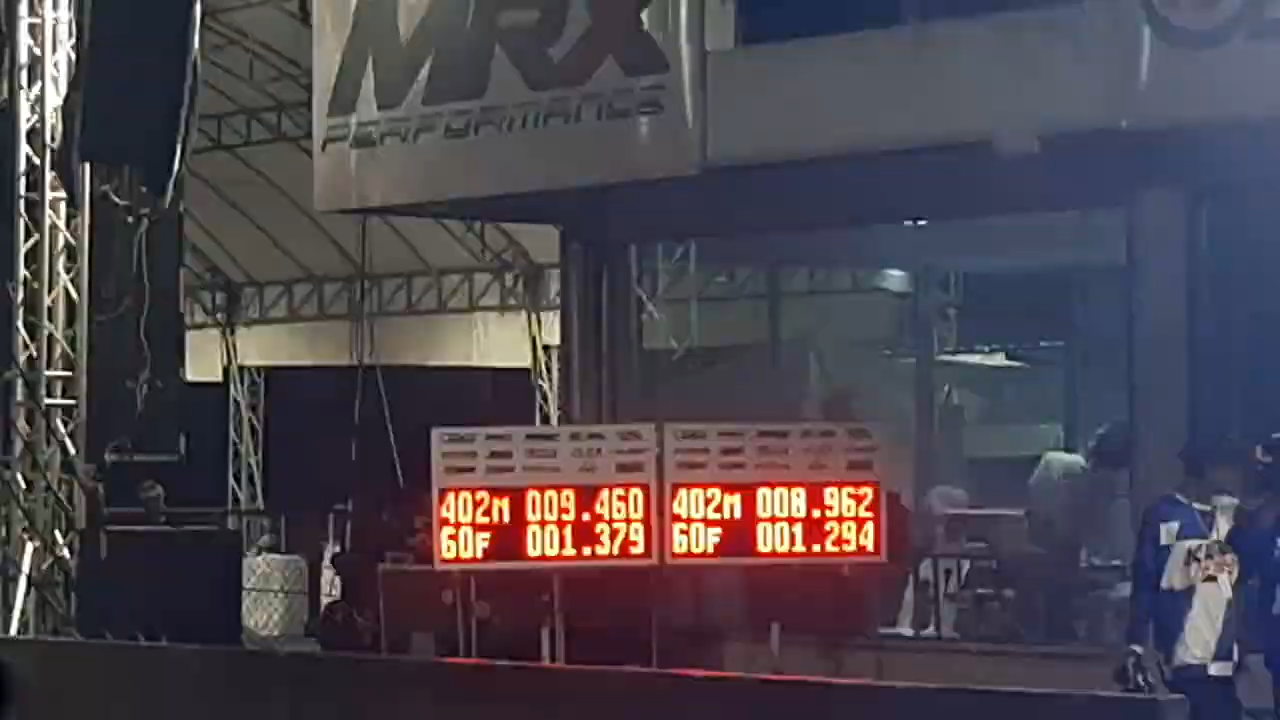 MRX
PERFORMANCE
402M 009.460
60F 001.379
402M 008.962
60F 001.294